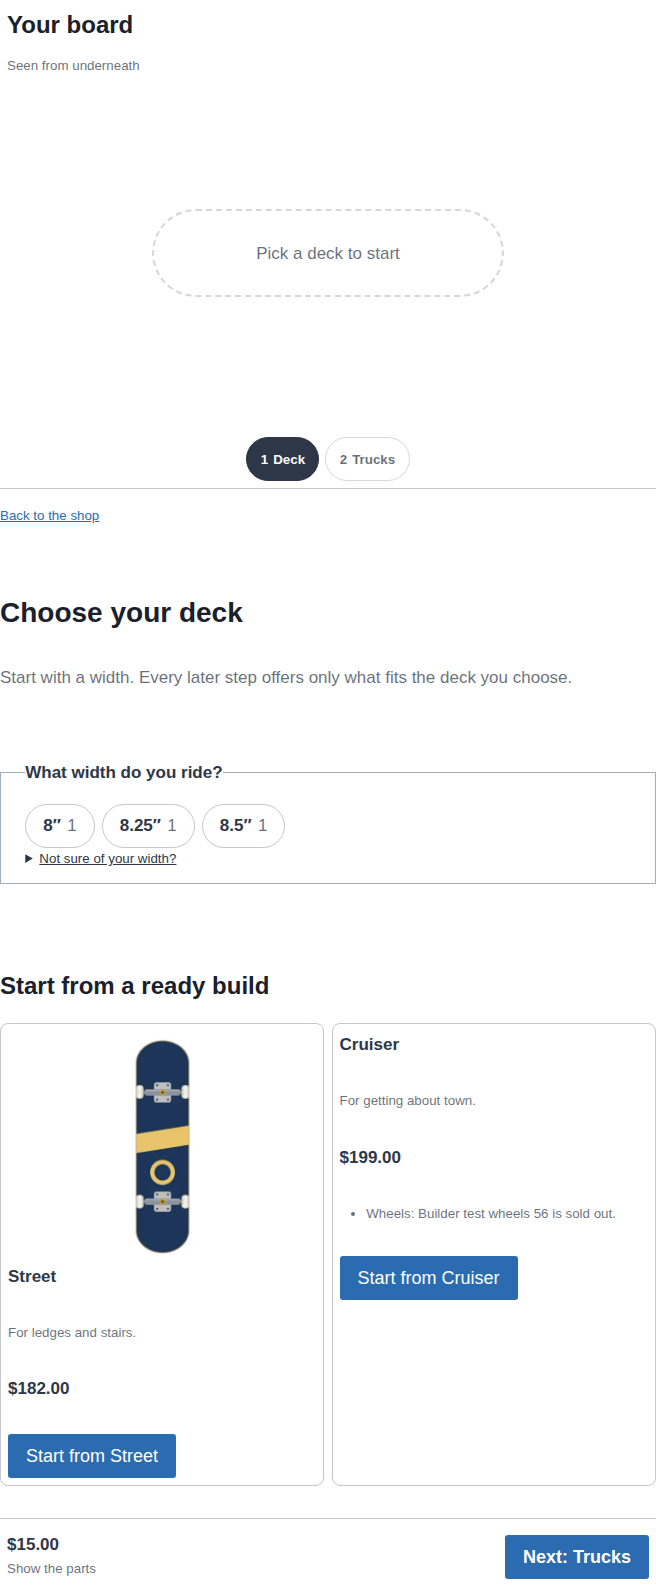 Your board
Seen from underneath
Pick a deck to start
1 Deck
2 Trucks
Back to the shop
Choose your deck
Start with a width. Every later step offers only what fits the deck you choose.
What width do you ride?
8″ 1
8.25″ 1
8.5″ 1
Not sure of your width?
Start from a ready build
Street
For ledges and stairs.
$182.00
Start from Street
Cruiser
For getting about town.
$199.00
Wheels: Builder test wheels 56 is sold out.
Start from Cruiser
$15.00
Show the parts
Next: Trucks